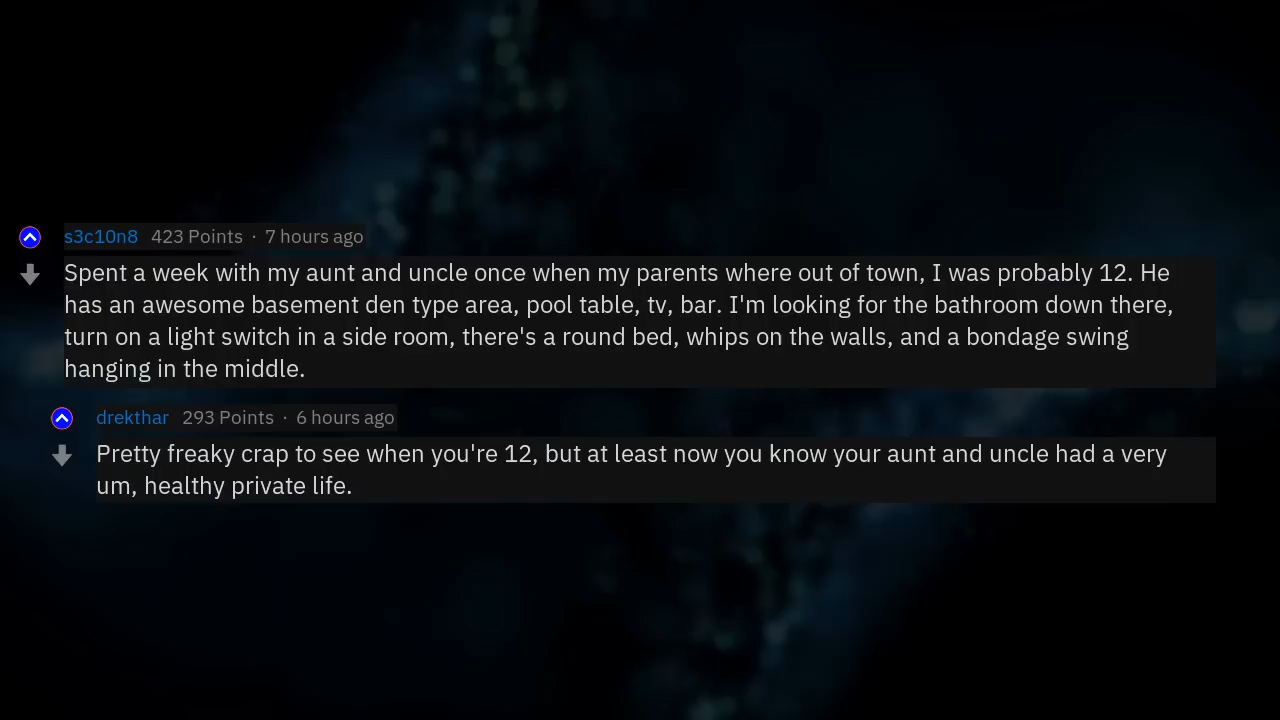 s3c10n8 423 Points · 7 hours ago
Spent a week with my aunt and uncle once when my parents where out of town, I was probably 12. He
has an awesome basement den type area, pool table, tv, bar. I'm looking for the bathroom down there,
turn on a light switch in a side room, there's a round bed, whips on the walls, and a bondage swing
hanging in the middle.
drekthar 293 Points · 6 hours ago
Pretty freaky crap to see when you're 12, but at least now you know your aunt and uncle had a very
um, healthy private life.